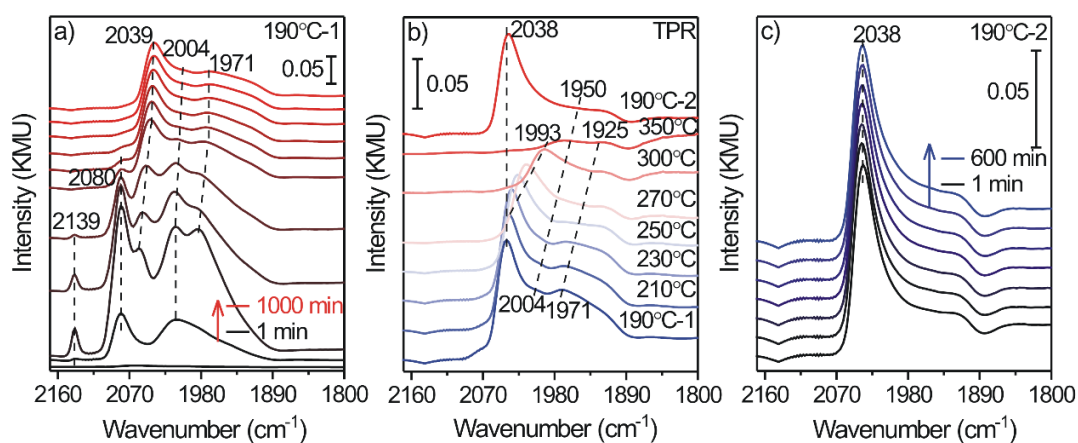 a) 190°C-1
2039
2004
1971
0.05
2080
2139
1000 min
1 min
Intensity (KMU)
2160 2070 1980 1890 1800
Wavenumber (cm⁻¹)
b) TPR
2038
0.05
1950
190°C-2
1993
1925
350°C
300°C
270°C
250°C
230°C
210°C
2004
1971
190°C-1
Intensity (KMU)
2160 2070 1980 1890 1800
Wavenumber (cm⁻¹)
c) 190°C-2
2038
0.05
600 min
1 min
Intensity (KMU)
2160 2070 1980 1890 1800
Wavenumber (cm⁻¹)